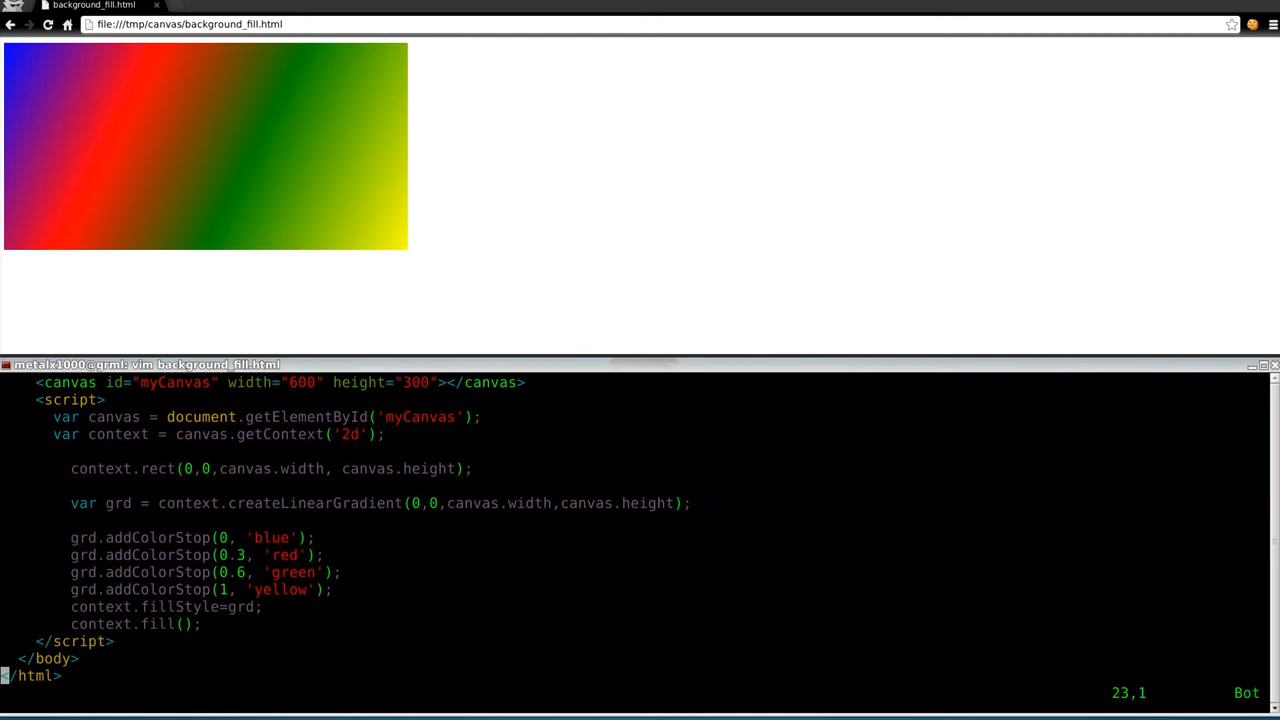 background_fill.html
file:///tmp/canvas/background_fill.html
metalx1000@grml: vim background_fill.html
<canvas id="myCanvas" width="600" height="300"></canvas>
<script>
var canvas = document.getElementById('myCanvas');
var context = canvas.getContext('2d');
context.rect(0,0,canvas.width, canvas.height);
var grd = context.createLinearGradient(0,0,canvas.width,canvas.height);
grd.addColorStop(0, 'blue');
grd.addColorStop(0.3, 'red');
grd.addColorStop(0.6, 'green');
grd.addColorStop(1, 'yellow');
context.fillStyle=grd;
context.fill();
</script>
</body>
</html>
23,1 Bot